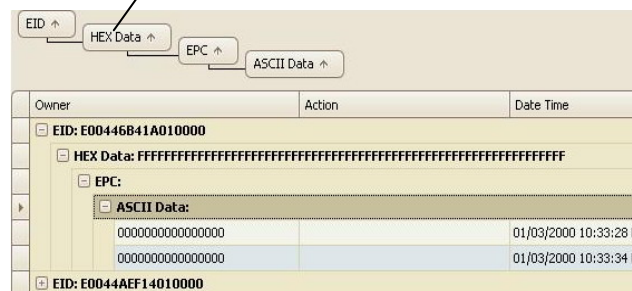 EID
HEX Data
EPC
ASCII Data
Owner Action Date Time
EID: E00446B41A010000
HEX Data: FFFFFFFFFFFFFFFFFFFFFFFFFFFFFFFFFFFFFFFFFFFFFFFFFFFFFFFFFFFFFFFF
EPC:
ASCII Data:
0000000000000000 01/03/2000 10:33:28
0000000000000000 01/03/2000 10:33:34
EID: E0044AEF14010000